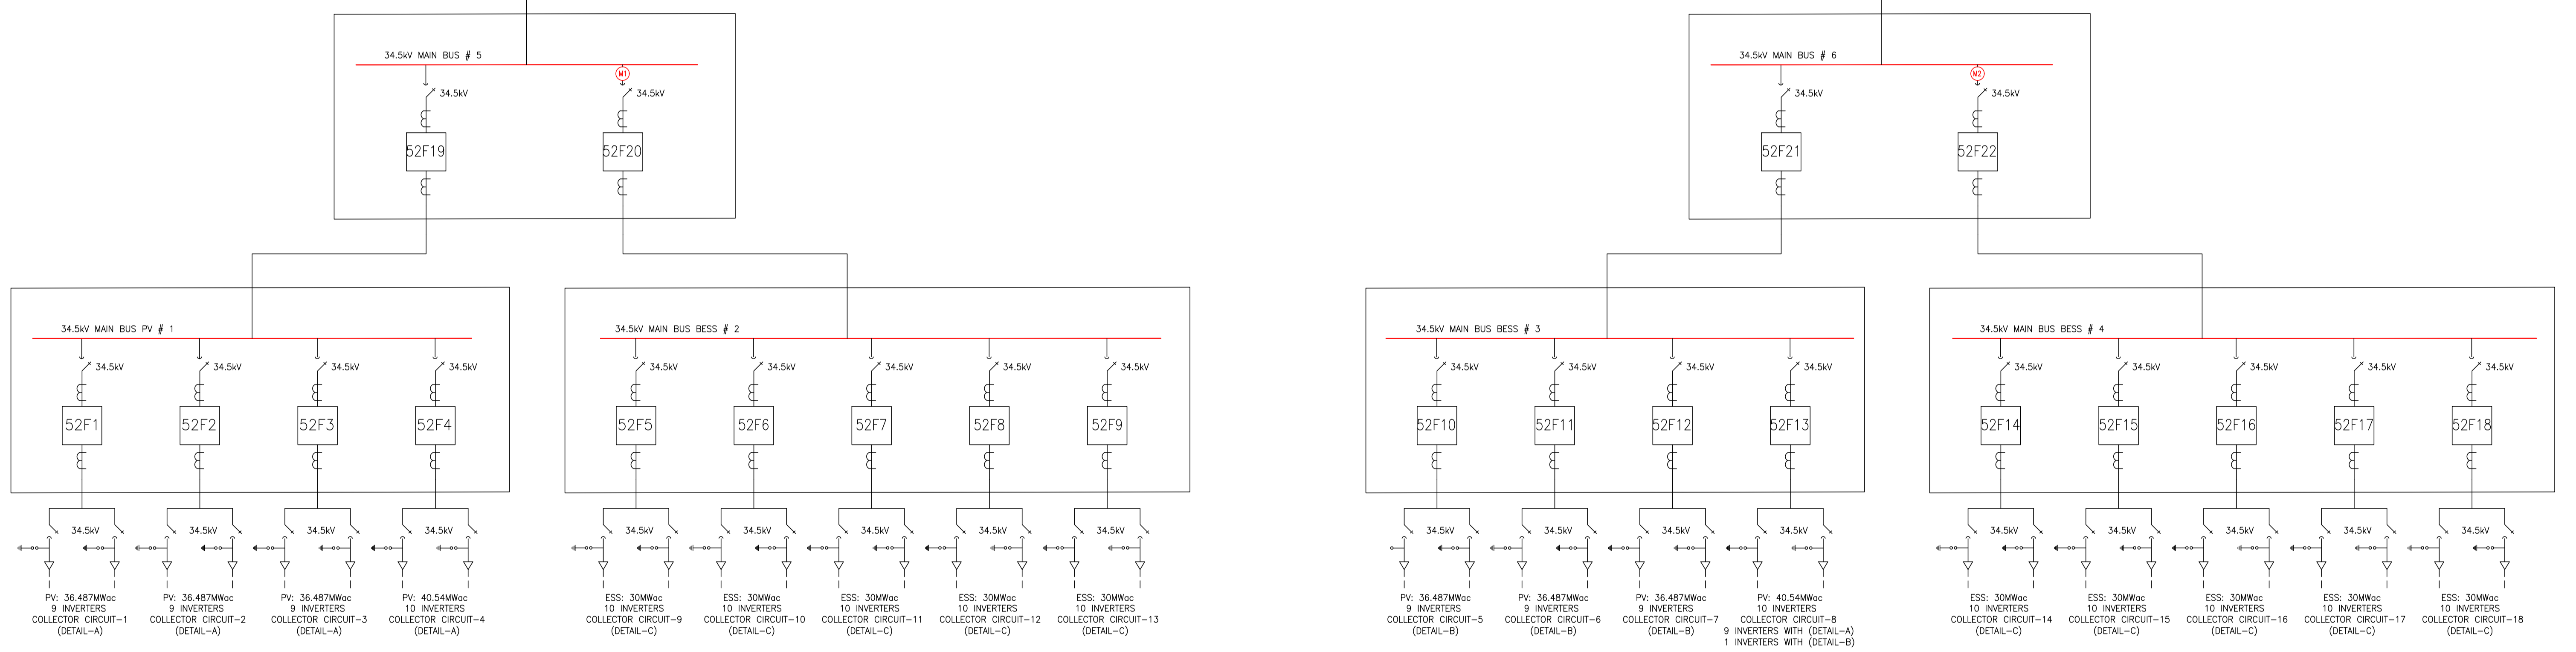 34.5kV MAIN BUS # 5
M1
34.5kV
34.5kV
52F19
52F20
34.5kV MAIN BUS # 6
M2
34.5kV
34.5kV
52F21
52F22
34.5kV MAIN BUS PV # 1
34.5kV
34.5kV
34.5kV
34.5kV
52F1
52F2
52F3
52F4
34.5kV
34.5kV
34.5kV
34.5kV
PV: 36.487MWac
9 INVERTERS
COLLECTOR CIRCUIT-1
(DETAIL-A)
PV: 36.487MWac
9 INVERTERS
COLLECTOR CIRCUIT-2
(DETAIL-A)
PV: 36.487MWac
9 INVERTERS
COLLECTOR CIRCUIT-3
(DETAIL-A)
PV: 40.54MWac
10 INVERTERS
COLLECTOR CIRCUIT-4
(DETAIL-A)
34.5kV MAIN BUS BESS # 2
34.5kV
34.5kV
34.5kV
34.5kV
34.5kV
52F5
52F6
52F7
52F8
52F9
34.5kV
34.5kV
34.5kV
34.5kV
34.5kV
ESS: 30MWac
10 INVERTERS
COLLECTOR CIRCUIT-9
(DETAIL-C)
ESS: 30MWac
10 INVERTERS
COLLECTOR CIRCUIT-10
(DETAIL-C)
ESS: 30MWac
10 INVERTERS
COLLECTOR CIRCUIT-11
(DETAIL-C)
ESS: 30MWac
10 INVERTERS
COLLECTOR CIRCUIT-12
(DETAIL-C)
ESS: 30MWac
10 INVERTERS
COLLECTOR CIRCUIT-13
(DETAIL-C)
34.5kV MAIN BUS BESS # 3
34.5kV
34.5kV
34.5kV
34.5kV
52F10
52F11
52F12
52F13
34.5kV
34.5kV
34.5kV
34.5kV
PV: 36.487MWac
9 INVERTERS
COLLECTOR CIRCUIT-5
(DETAIL-B)
PV: 36.487MWac
9 INVERTERS
COLLECTOR CIRCUIT-6
(DETAIL-B)
PV: 36.487MWac
9 INVERTERS
COLLECTOR CIRCUIT-7
(DETAIL-B)
PV: 40.54MWac
10 INVERTERS
COLLECTOR CIRCUIT-8
9 INVERTERS WITH (DETAIL-A)
1 INVERTERS WITH (DETAIL-B)
34.5kV MAIN BUS BESS # 4
34.5kV
34.5kV
34.5kV
34.5kV
34.5kV
52F14
52F15
52F16
52F17
52F18
34.5kV
34.5kV
34.5kV
34.5kV
34.5kV
ESS: 30MWac
10 INVERTERS
COLLECTOR CIRCUIT-14
(DETAIL-C)
ESS: 30MWac
10 INVERTERS
COLLECTOR CIRCUIT-15
(DETAIL-C)
ESS: 30MWac
10 INVERTERS
COLLECTOR CIRCUIT-16
(DETAIL-C)
ESS: 30MWac
10 INVERTERS
COLLECTOR CIRCUIT-17
(DETAIL-C)
ESS: 30MWac
10 INVERTERS
COLLECTOR CIRCUIT-18
(DETAIL-C)